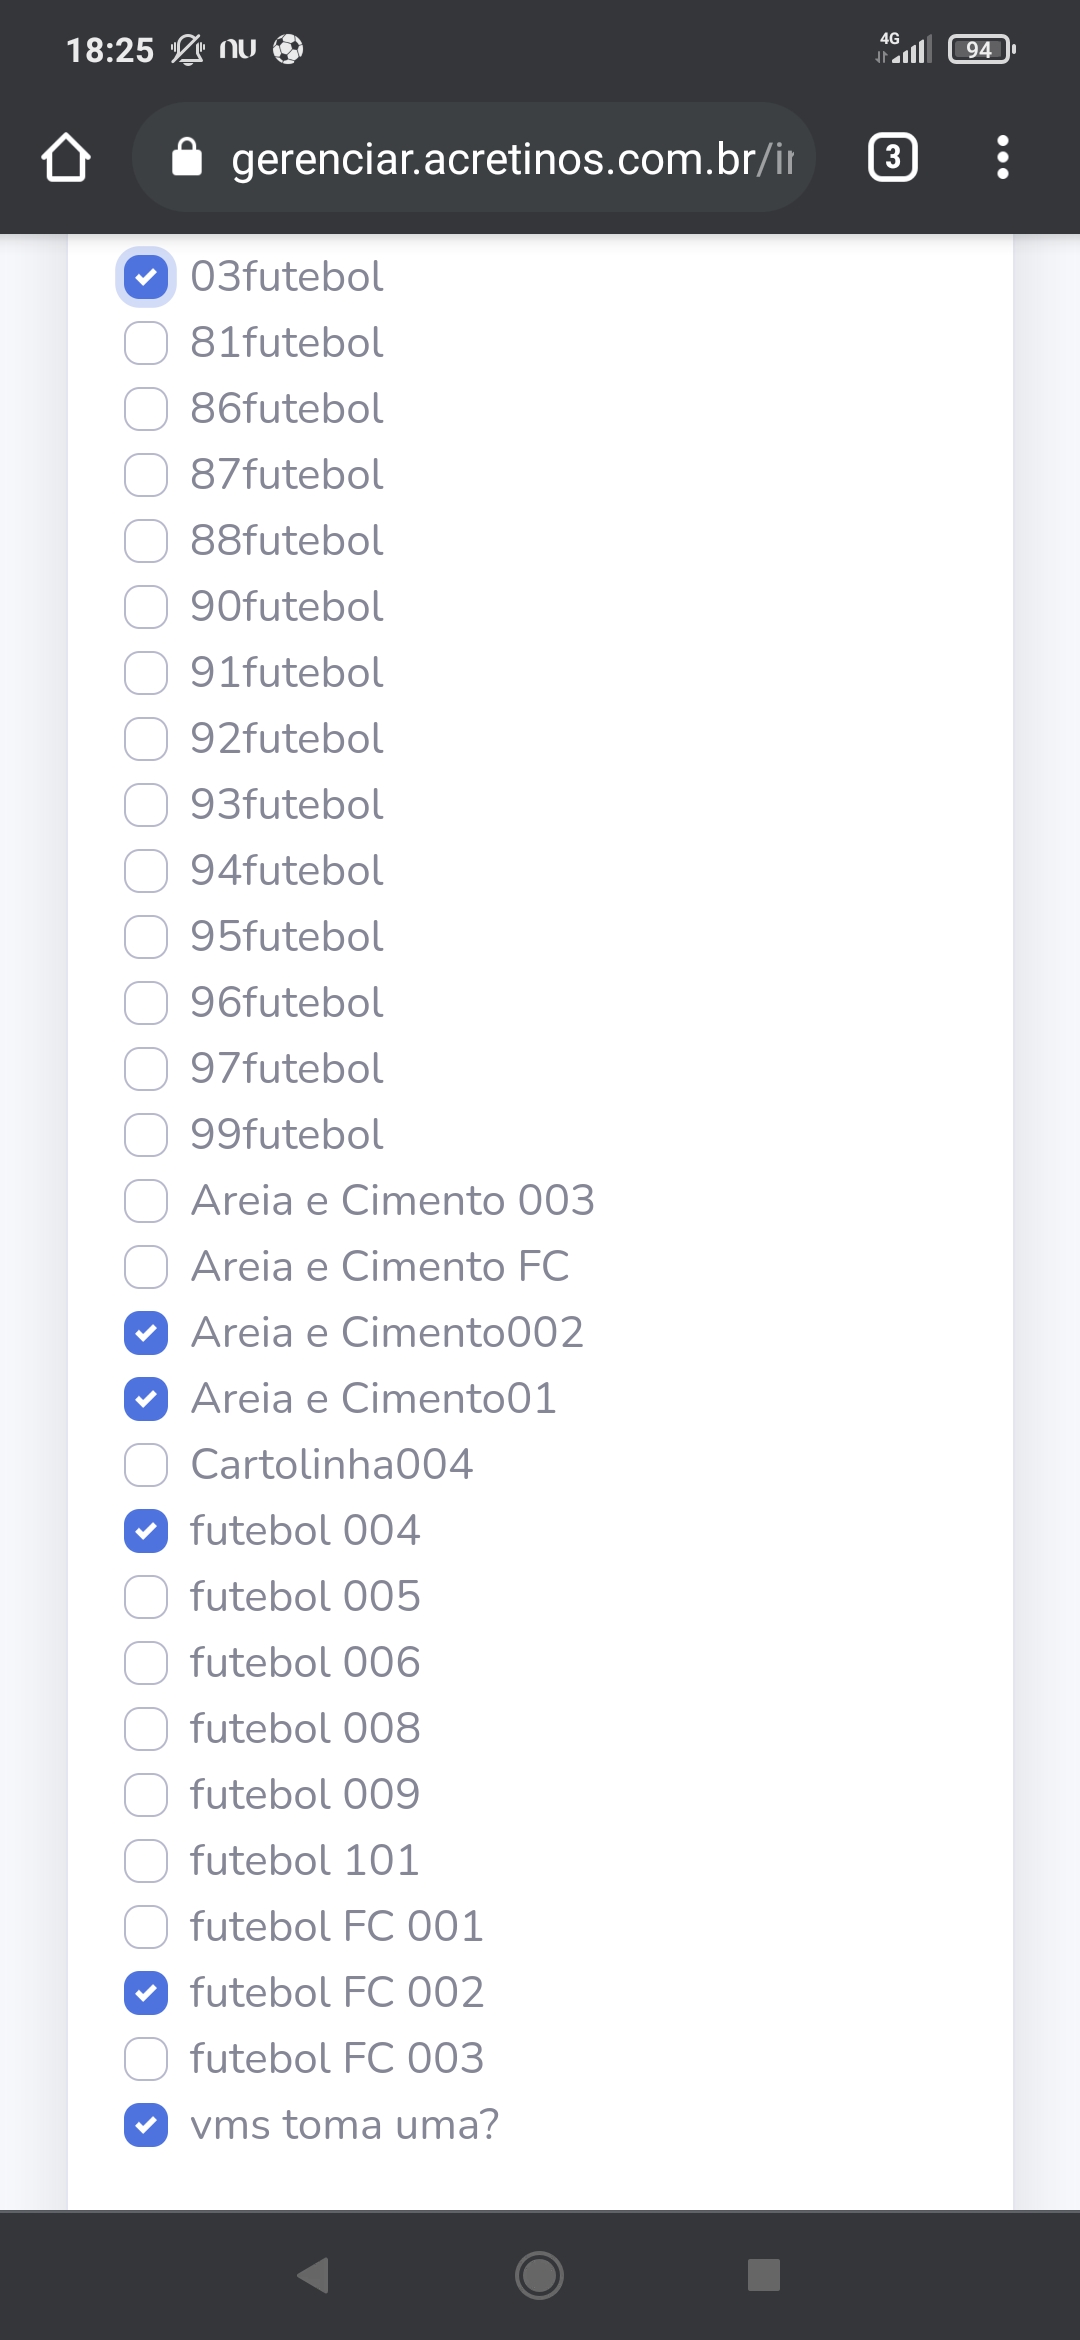 18:25 nu 4G 94
gerenciar.acretinos.com.br/ir 3
03futebol
81futebol
86futebol
87futebol
88futebol
90futebol
91futebol
92futebol
93futebol
94futebol
95futebol
96futebol
97futebol
99futebol
Areia e Cimento 003
Areia e Cimento FC
Areia e Cimento002
Areia e Cimento01
Cartolinha004
futebol 004
futebol 005
futebol 006
futebol 008
futebol 009
futebol 101
futebol FC 001
futebol FC 002
futebol FC 003
vms toma uma?